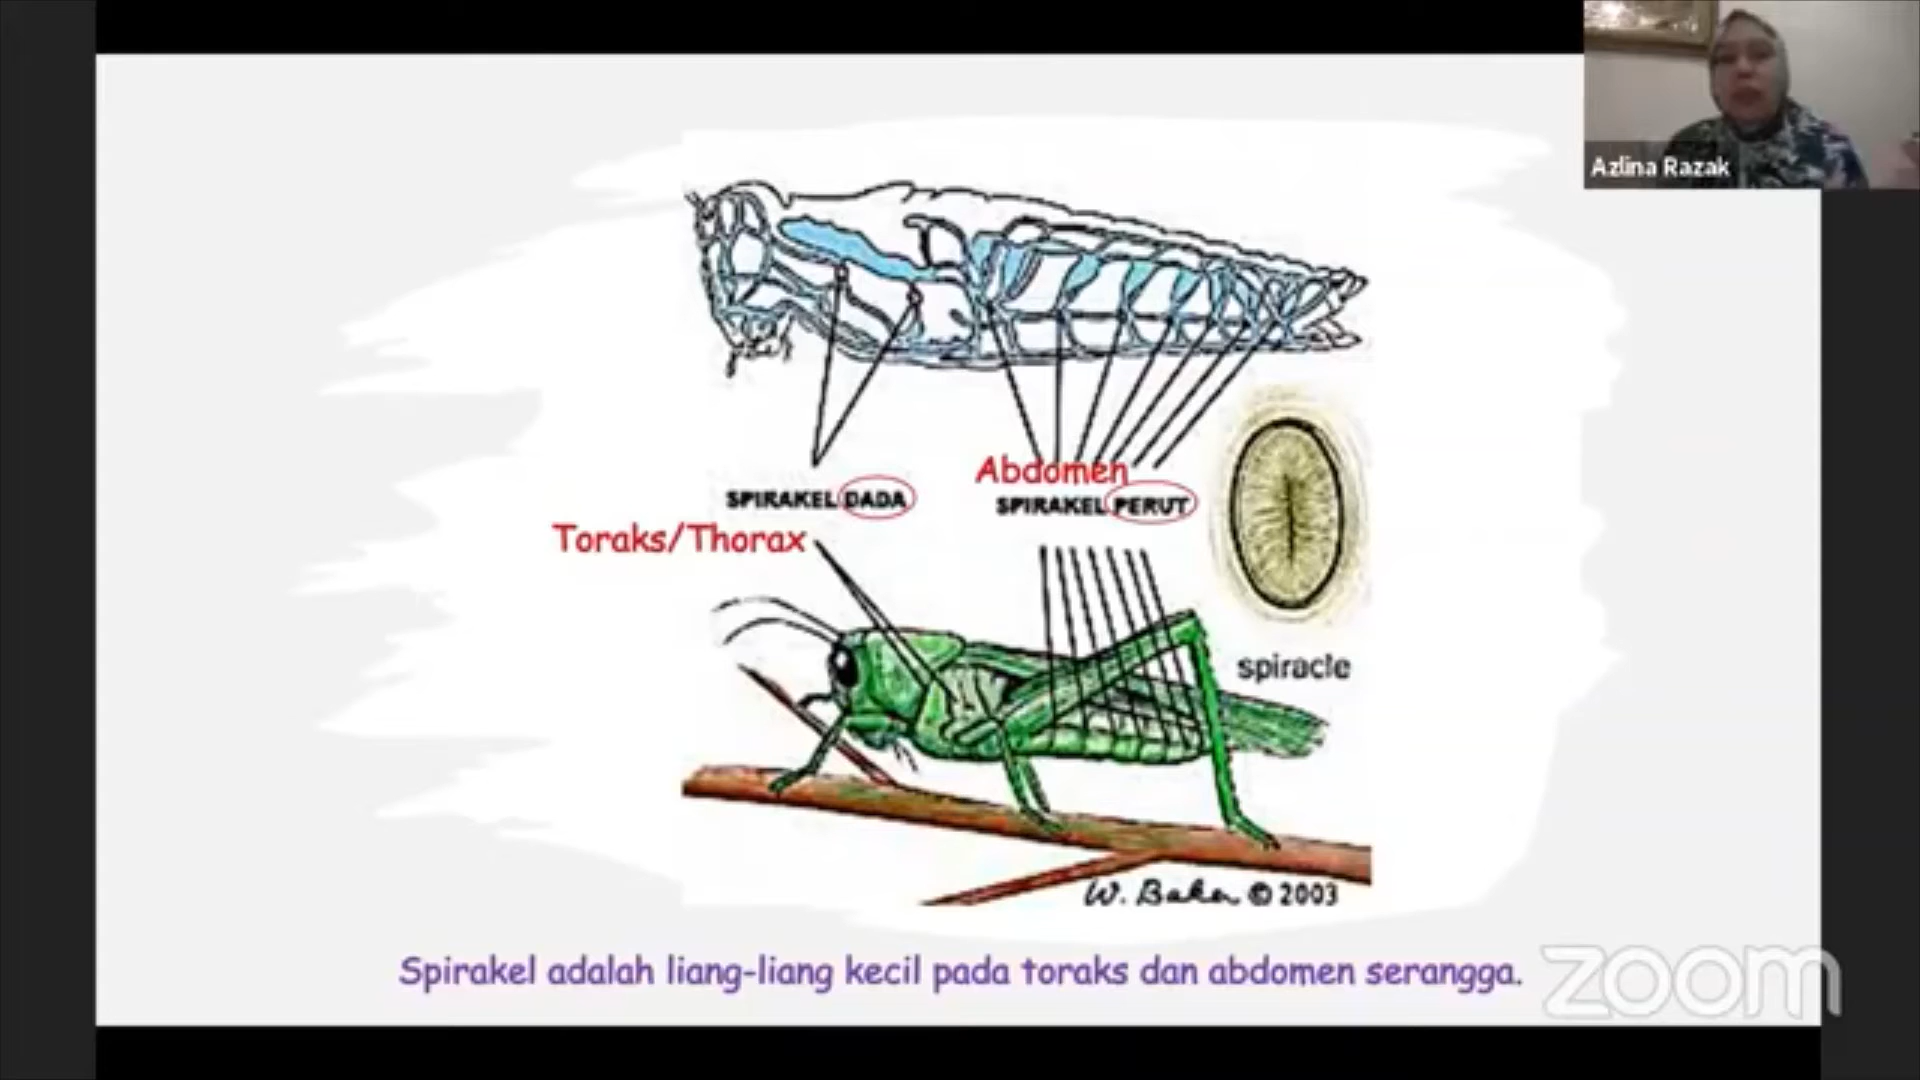 Azlina Razak
Abdomen
SPIRAKEL DADA
SPIRAKEL PERUT
Toraks/Thorax
spiracle
W. Baker © 2003
Spirakel adalah liang-liang kecil pada toraks dan abdomen serangga.
zoom